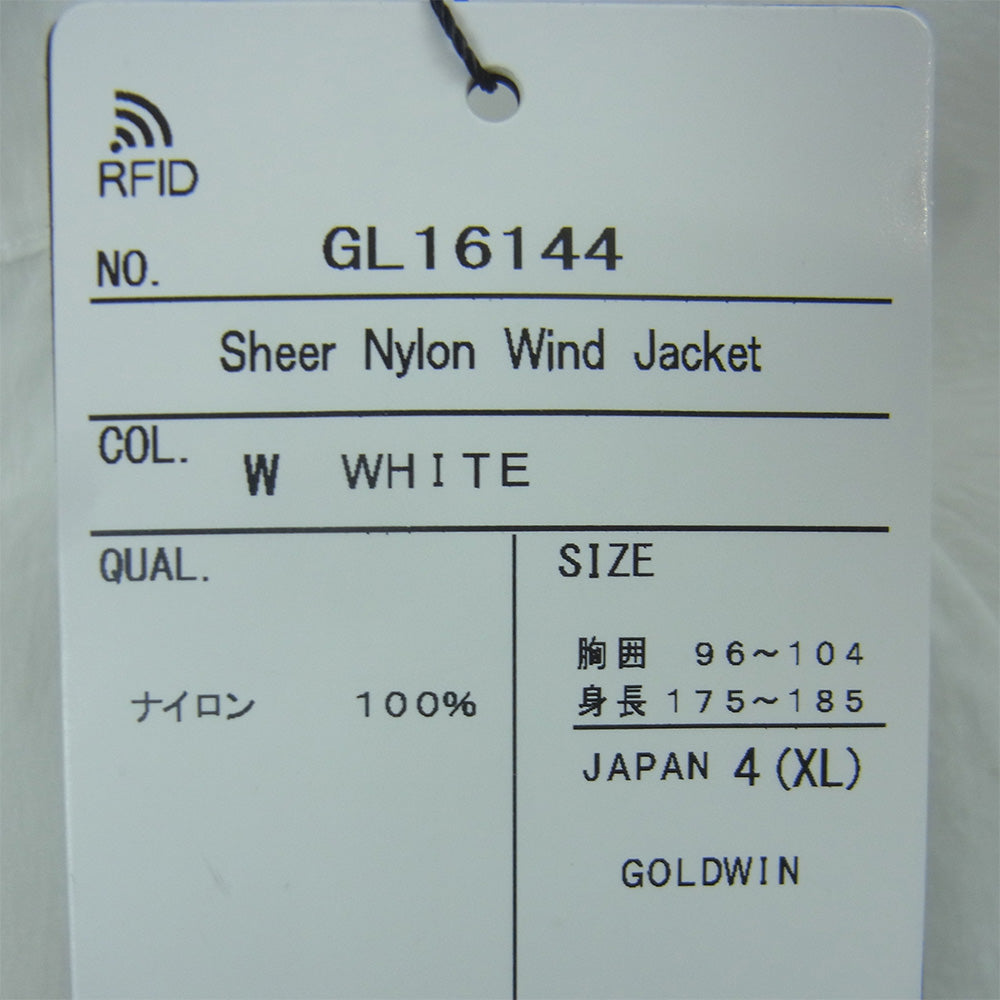 RFID
NO. GL16144
Sheer Nylon Wind Jacket
COL. W WHITE
QUAL.
ナイロン 100%
SIZE
胸囲 96~104
身長 175~185
JAPAN 4(XL)
GOLDWIN